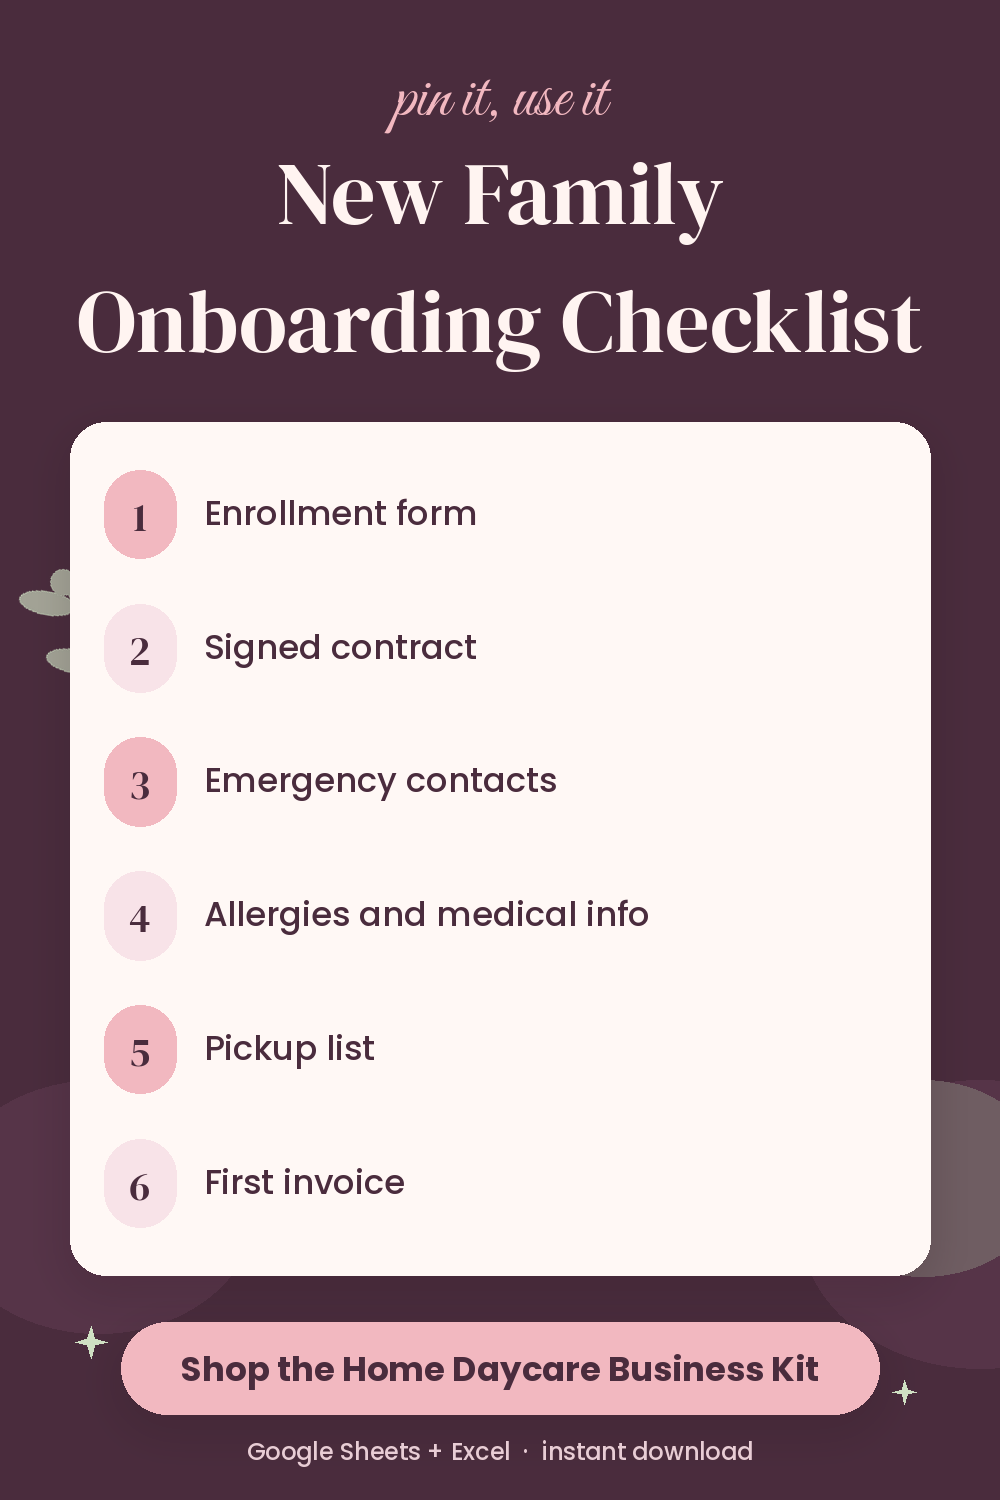 pin it, use it
New Family
Onboarding Checklist
1 Enrollment form
2 Signed contract
3 Emergency contacts
4 Allergies and medical info
5 Pickup list
6 First invoice
Shop the Home Daycare Business Kit
Google Sheets + Excel · instant download